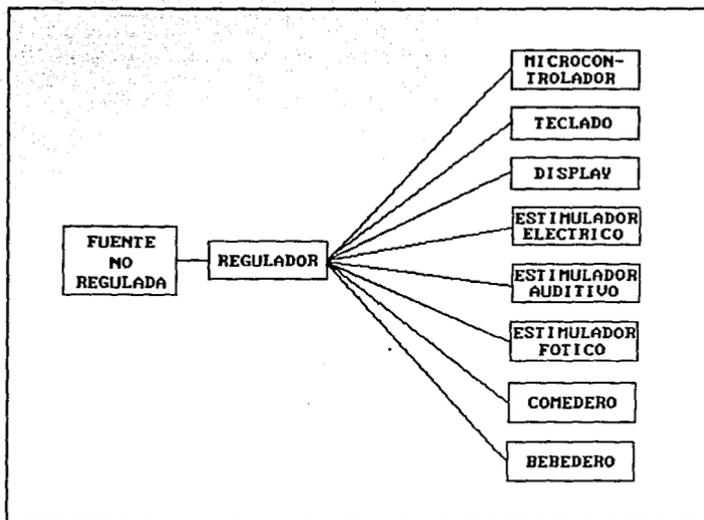 FUENTE
NO
REGULADA
REGULADOR
MICROCON-
TROLADOR
TECLADO
DISPLAY
ESTIMULADOR
ELECTRICO
ESTIMULADOR
AUDITIVO
ESTIMULADOR
FOTICO
COMEDERO
BEBEDERO